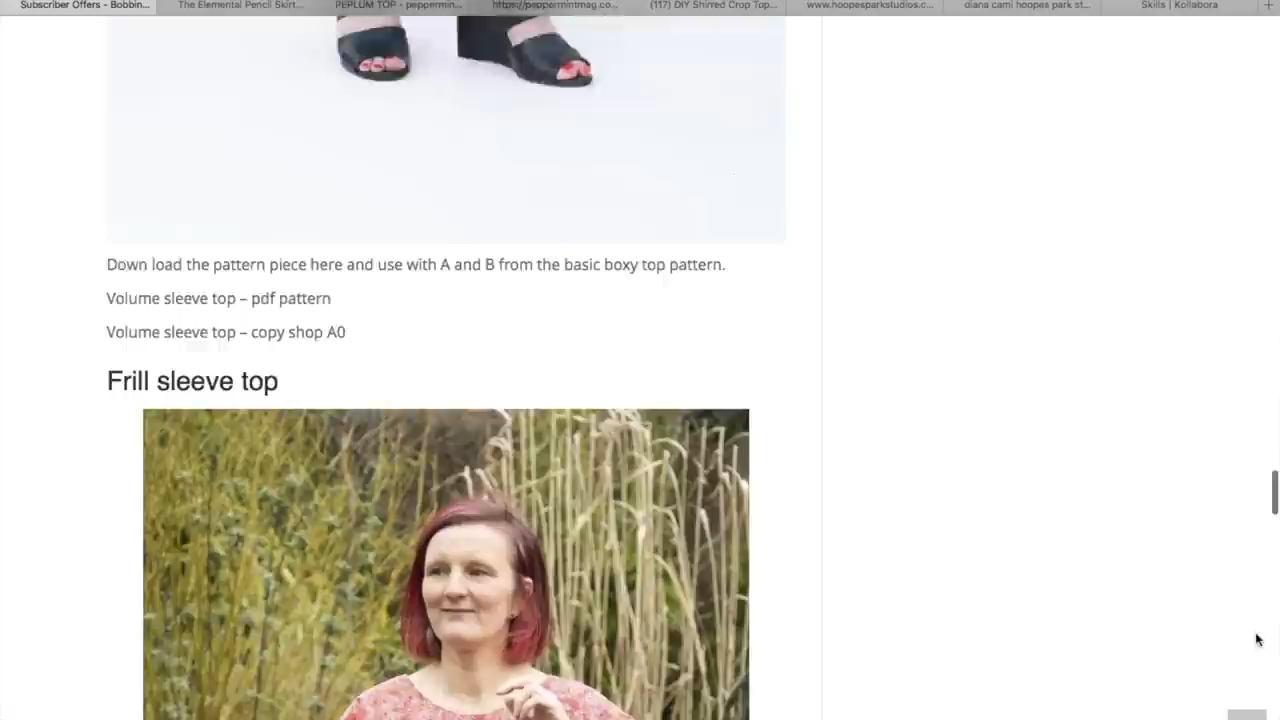 Subscriber Offers - Bobbin...
The Elemental Pencil Skirt...
PEPLUM TOP - peppermin...
https://peppermintmag.co...
(117) DIY Shirred Crop Top...
www.hoopesparkstudios.c...
diana cami hoopes park st...
Skills | Kollabora
Down load the pattern piece here and use with A and B from the basic boxy top pattern.
Volume sleeve top – pdf pattern
Volume sleeve top – copy shop A0
Frill sleeve top